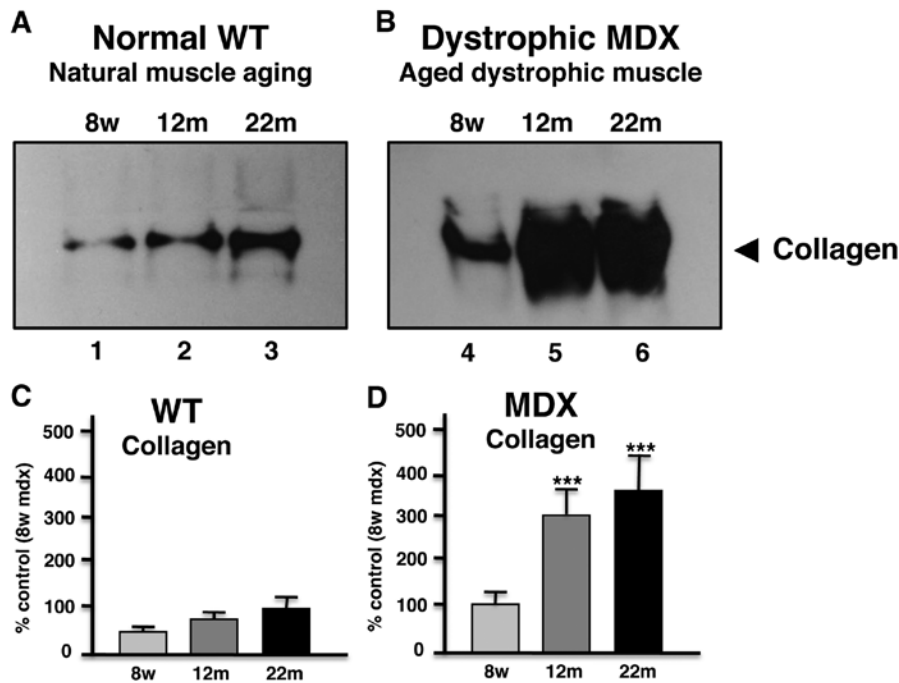 A
Normal WT
Natural muscle aging
8w 12m 22m
1 2 3
B
Dystrophic MDX
Aged dystrophic muscle
8w 12m 22m
◄ Collagen
4 5 6
C
WT
Collagen
% control (8w mdx)
500
400
300
200
100
0
8w 12m 22m
D
MDX
Collagen
% control (8w mdx)
500
400
300
200
100
0
***
***
8w 12m 22m